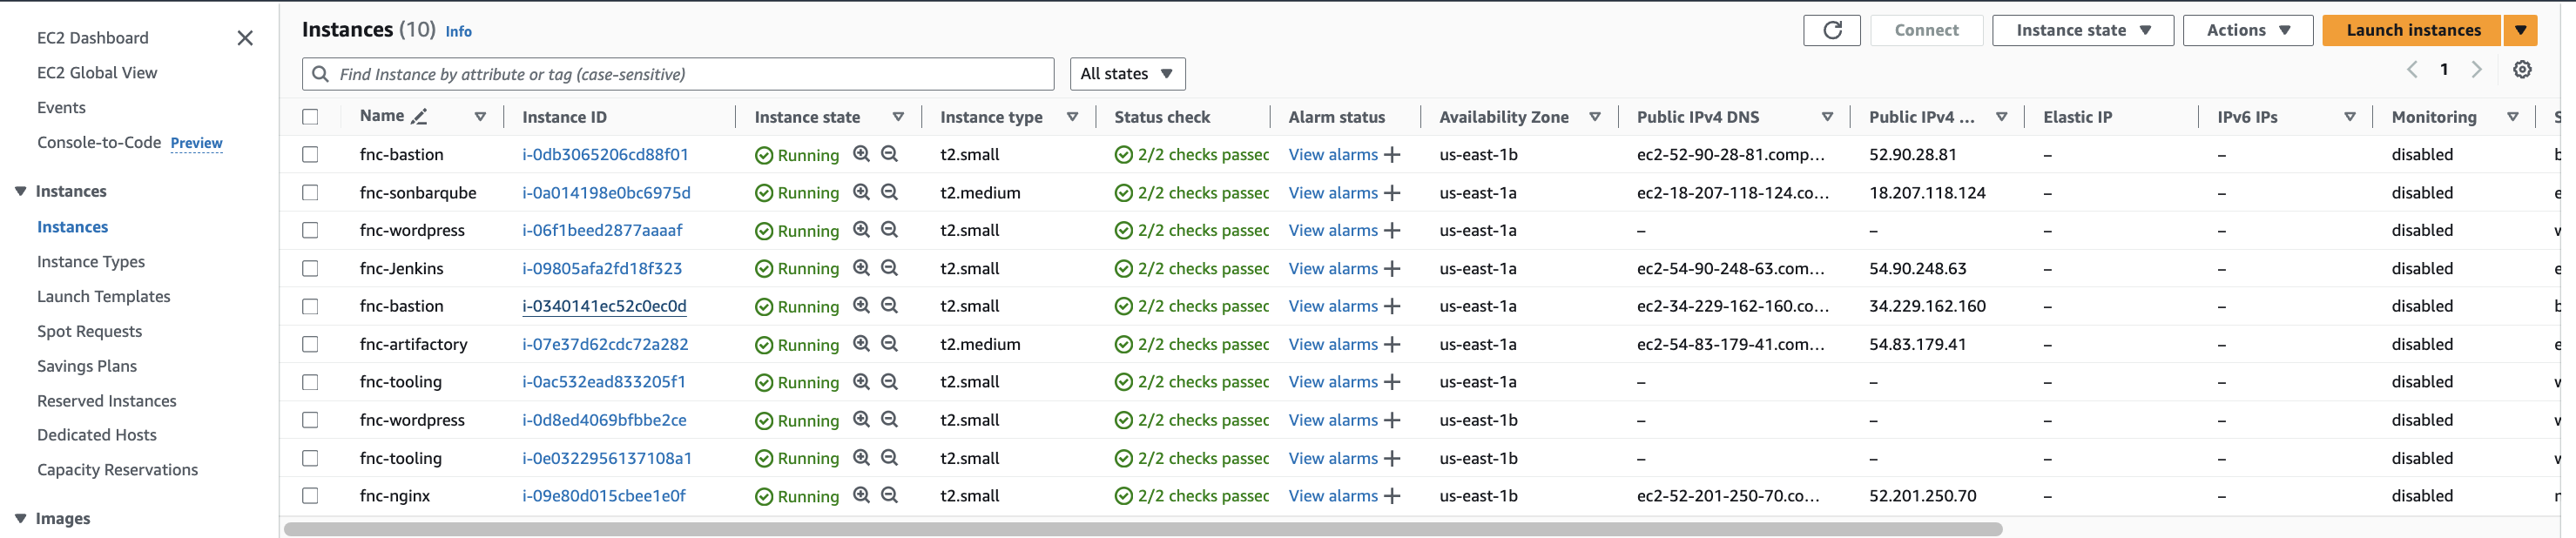 EC2 Dashboard
EC2 Global View
Events
Console-to-Code Preview
Instances
Instances
Instance Types
Launch Templates
Spot Requests
Savings Plans
Reserved Instances
Dedicated Hosts
Capacity Reservations
Images
Instances (10) Info
Connect Instance state Actions Launch instances
Find Instance by attribute or tag (case-sensitive) All states 1
Name Instance ID Instance state Instance type Status check Alarm status Availability Zone Public IPv4 DNS Public IPv4 ... Elastic IP IPv6 IPs Monitoring S
fnc-bastion i-0db3065206cd88f01 Running t2.small 2/2 checks passed View alarms + us-east-1b ec2-52-90-28-81.comp... 52.90.28.81 – – disabled b
fnc-sonbarqube i-0a014198e0bc6975d Running t2.medium 2/2 checks passed View alarms + us-east-1a ec2-18-207-118-124.co... 18.207.118.124 – – disabled e
fnc-wordpress i-06f1beed2877aaaaf Running t2.small 2/2 checks passed View alarms + us-east-1a – – – – disabled w
fnc-Jenkins i-09805afa2fd18f323 Running t2.small 2/2 checks passed View alarms + us-east-1a ec2-54-90-248-63.com... 54.90.248.63 – – disabled e
fnc-bastion i-0340141ec52c0ec0d Running t2.small 2/2 checks passed View alarms + us-east-1a ec2-34-229-162-160.co... 34.229.162.160 – – disabled b
fnc-artifactory i-07e37d62cdc72a282 Running t2.medium 2/2 checks passed View alarms + us-east-1a ec2-54-83-179-41.com... 54.83.179.41 – – disabled e
fnc-tooling i-0ac532ead833205f1 Running t2.small 2/2 checks passed View alarms + us-east-1a – – – – disabled w
fnc-wordpress i-0d8ed4069bfbbe2ce Running t2.small 2/2 checks passed View alarms + us-east-1b – – – – disabled w
fnc-tooling i-0e0322956137108a1 Running t2.small 2/2 checks passed View alarms + us-east-1b – – – – disabled w
fnc-nginx i-09e80d015cbee1e0f Running t2.small 2/2 checks passed View alarms + us-east-1b ec2-52-201-250-70.co... 52.201.250.70 – – disabled n